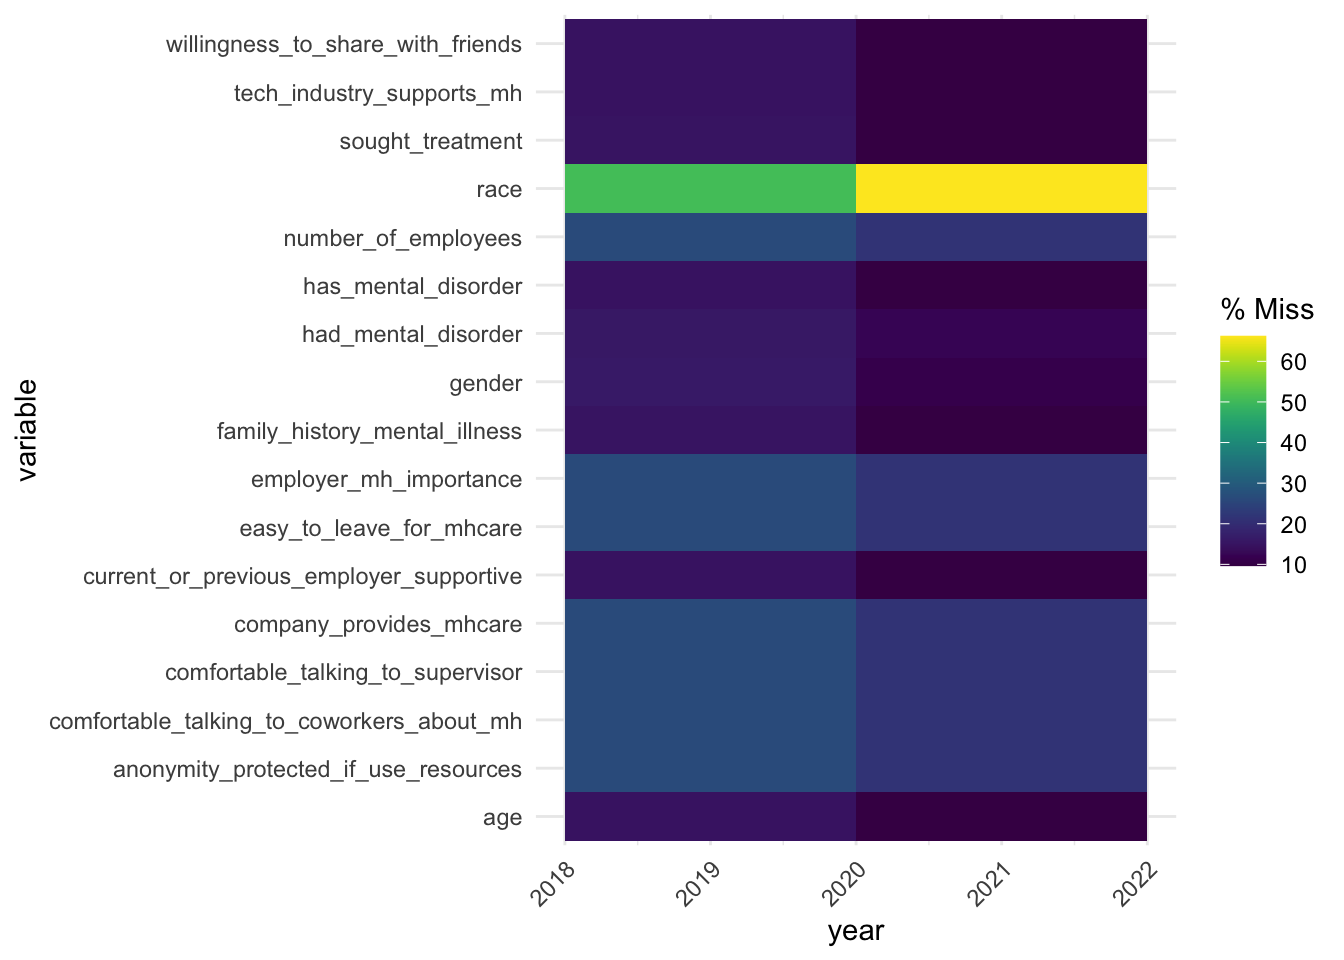 willingness_to_share_with_friends
tech_industry_supports_mh
sought_treatment
race
number_of_employees
has_mental_disorder
had_mental_disorder
gender
family_history_mental_illness
employer_mh_importance
easy_to_leave_for_mhcare
current_or_previous_employer_supportive
company_provides_mhcare
comfortable_talking_to_supervisor
comfortable_talking_to_coworkers_about_mh
anonymity_protected_if_use_resources
age
variable
2018 2019 2020 2021 2022
year
% Miss
60
50
40
30
20
10